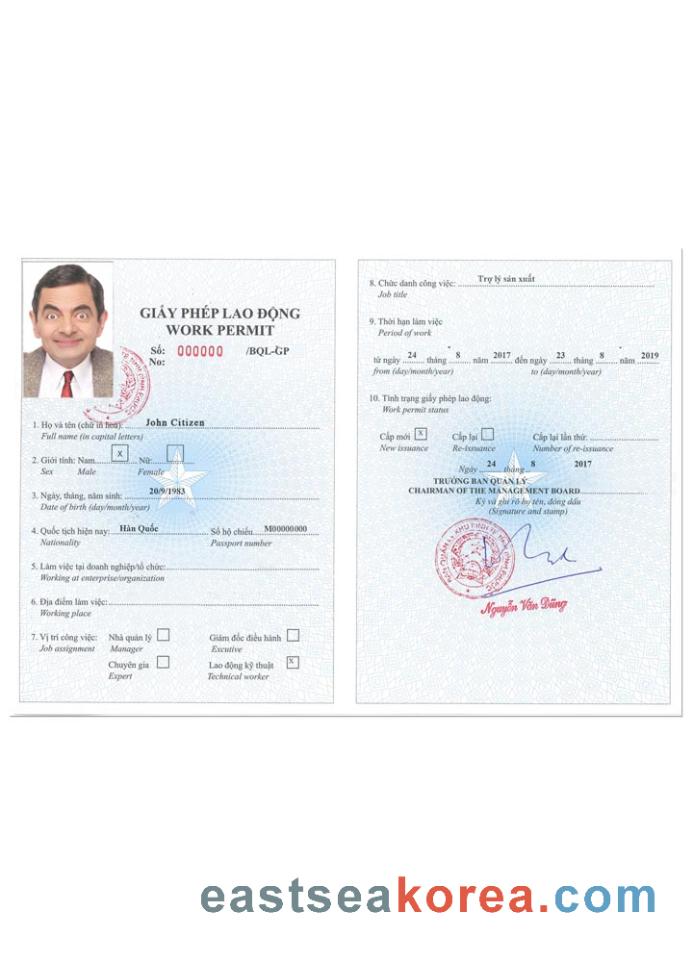 GIẤY PHÉP LAO ĐỘNG
WORK PERMIT
Số: 000000 /BQL-GP
No:
1. Họ và tên (chữ in hoa): John Citizen
Full name (in capital letters)
2. Giới tính: Nam X Nữ
Sex Male Female
3. Ngày, tháng, năm sinh: 20/9/1983
Date of birth (day/month/year)
4. Quốc tịch hiện nay: Hàn Quốc Số hộ chiếu M00000000
Nationality Passport number
5. Làm việc tại doanh nghiệp/tổ chức:
Working at enterprise/organization
6. Địa điểm làm việc:
Working place
7. Vị trí công việc: Nhà quản lý Giám đốc điều hành
Job assignment Manager Excutive
Chuyên gia Lao động kỹ thuật X
Expert Technical worker
8. Chức danh công việc: Trợ lý sản xuất
Job title
9. Thời hạn làm việc
Period of work
từ ngày 24 tháng 8 năm 2017 đến ngày 23 tháng 8 năm 2019
from (day/month/year) to (day/month/year)
10. Tình trạng giấy phép lao động:
Work permit status
Cấp mới X Cấp lại Cấp lại lần thứ:
New issuance Re-issuance Number of re-issuance
Ngày 24 tháng 8 2017
TRƯỞNG BAN QUẢN LÝ
CHAIRMAN OF THE MANAGEMENT BOARD
Ký và ghi rõ họ tên, đóng dấu
(Signature and stamp)
Nguyễn Văn Dũng
eastseakorea.com